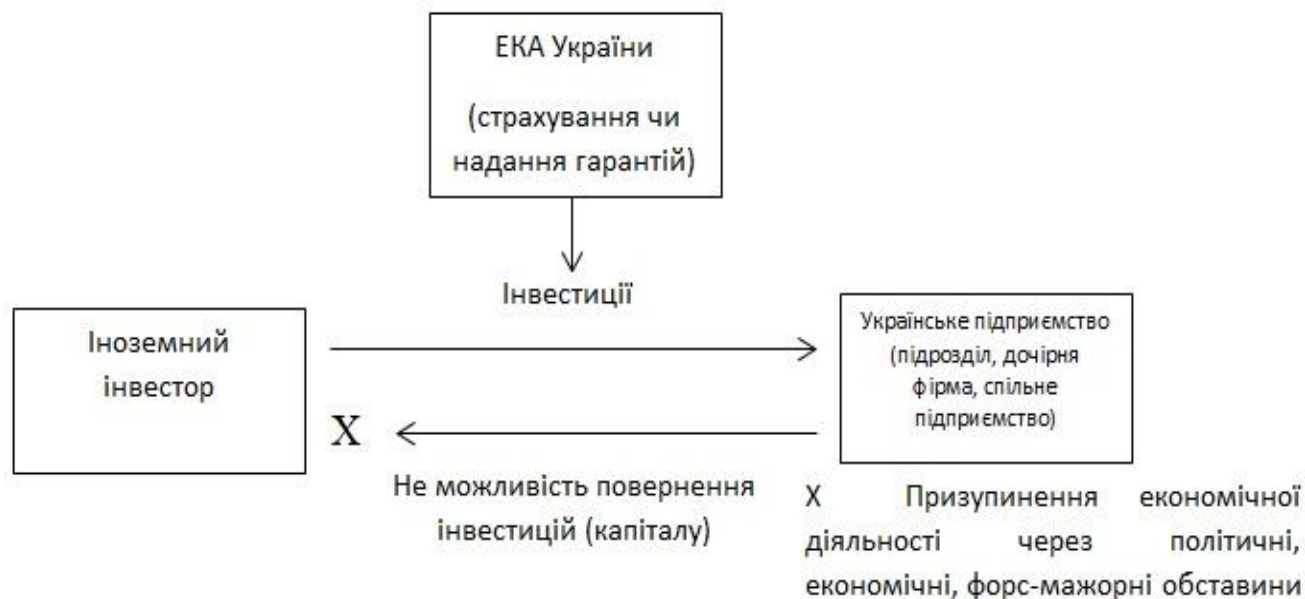 ЕКА України
(страхування чи
надання гарантій)
Інвестиції
Іноземний
інвестор
Українське підприємство
(підрозділ, дочірня
фірма, спільне
підприємство)
X
Не можливість повернення
інвестицій (капіталу)
X Призупинення економічної
діяльності через політичні,
економічні, форс-мажорні обставини